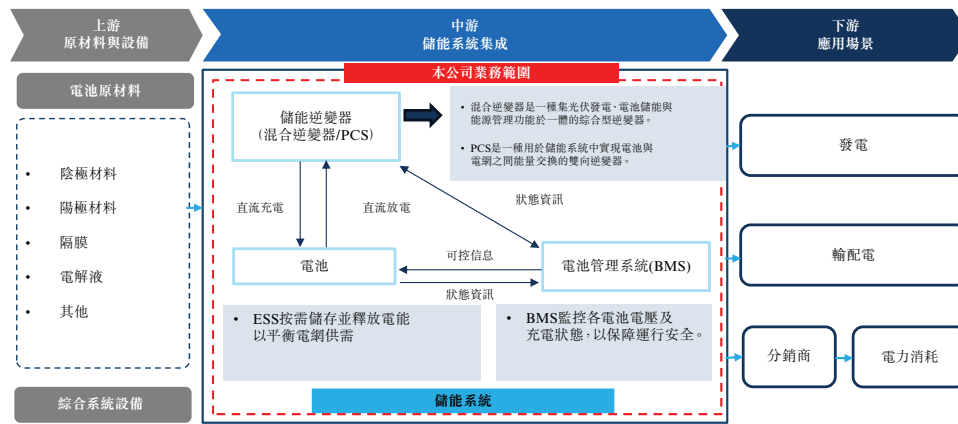 上游
原材料與設備
中游
儲能系統集成
下游
應用場景
電池原材料
• 陰極材料
• 陽極材料
• 隔膜
• 電解液
• 其他
綜合系統設備
本公司業務範圍
儲能逆變器
(混合逆變器/PCS)
• 混合逆變器是一種集光伏發電、電池儲能與
能源管理功能於一體的綜合型逆變器。
• PCS是一種用於儲能系統中實現電池與
電網之間能量交換的雙向逆變器。
直流充電
直流放電
狀態資訊
電池
可控信息
狀態資訊
電池管理系統(BMS)
• ESS按需儲存並釋放電能
以平衡電網供需
• BMS監控各電池電壓及
充電狀態，以保障運行安全。
儲能系統
發電
輸配電
分銷商
電力消耗